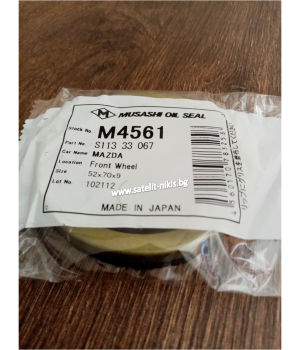 MUSASHI OIL SEAL
Stock No. M4561
Part No. S113 33 067
Car Name MAZDA
Location Front Wheel
Size 52x70x9
Lot No. 102112
MADE IN JAPAN
www.satelit-nikis.bg